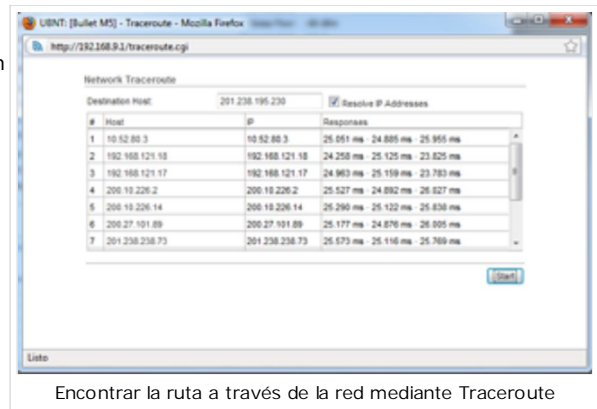 UBNT: [Bullet M5] - Traceroute - Mozilla Firefox
http://192.168.9.1/traceroute.cgi
n
Network Traceroute
Destination Host: 201.238.195.230 Resolve IP Addresses
# Host IP Responses
1 10.52.80.3 10.52.80.3 25.051 ms - 24.885 ms - 25.955 ms
2 192.168.121.18 192.168.121.18 24.258 ms - 25.125 ms - 23.825 ms
3 192.168.121.17 192.168.121.17 24.963 ms - 25.159 ms - 23.783 ms
4 200.10.226.2 200.10.226.2 25.527 ms - 24.892 ms - 26.027 ms
5 200.10.226.14 200.10.226.14 25.290 ms - 25.122 ms - 25.838 ms
6 200.27.101.89 200.27.101.89 25.177 ms - 24.876 ms - 26.005 ms
7 201.238.238.73 201.238.238.73 25.573 ms - 25.116 ms - 25.769 ms
Start
Listo
Encontrar la ruta a través de la red mediante Traceroute